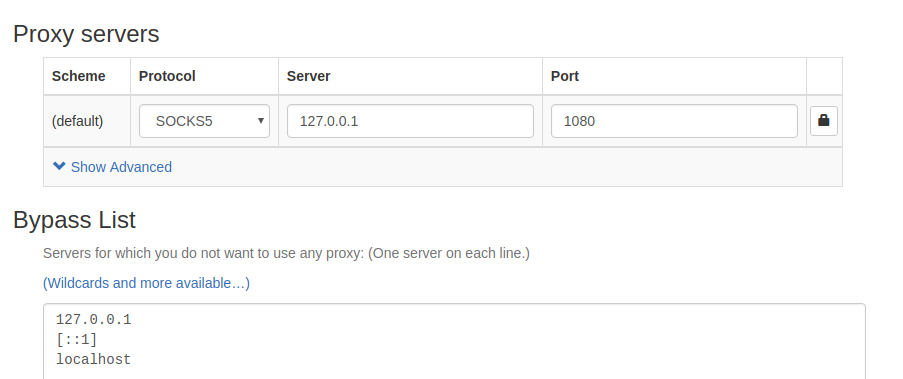 Proxy servers
Scheme Protocol Server Port
(default) SOCKS5 127.0.0.1 1080
Show Advanced
Bypass List
Servers for which you do not want to use any proxy: (One server on each line.)
(Wildcards and more available…)
127.0.0.1
[::1]
localhost